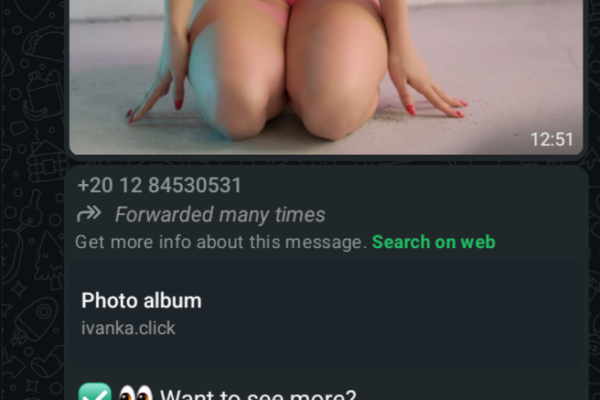 12:51
+20 12 84530531
Forwarded many times
Get more info about this message. Search on web
Photo album
ivanka.click
✅ 👀 Want to see more?